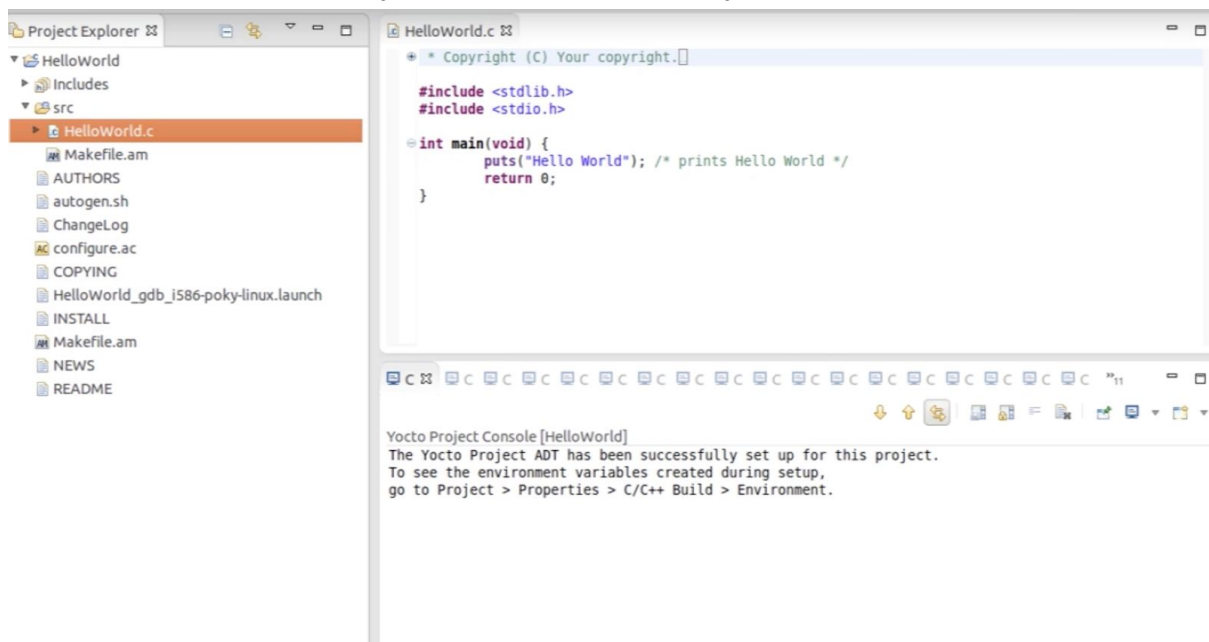 Project Explorer
HelloWorld
Includes
src
HelloWorld.c
Makefile.am
AUTHORS
autogen.sh
ChangeLog
configure.ac
COPYING
HelloWorld_gdb_i586-poky-linux.launch
INSTALL
Makefile.am
NEWS
README
HelloWorld.c
* Copyright (C) Your copyright.
#include <stdlib.h>
#include <stdio.h>
int main(void) {
puts("Hello World"); /* prints Hello World */
return 0;
}
C C C C C C C C C C C C C C C C C C »11
Yocto Project Console [HelloWorld]
The Yocto Project ADT has been successfully set up for this project.
To see the environment variables created during setup,
go to Project > Properties > C/C++ Build > Environment.